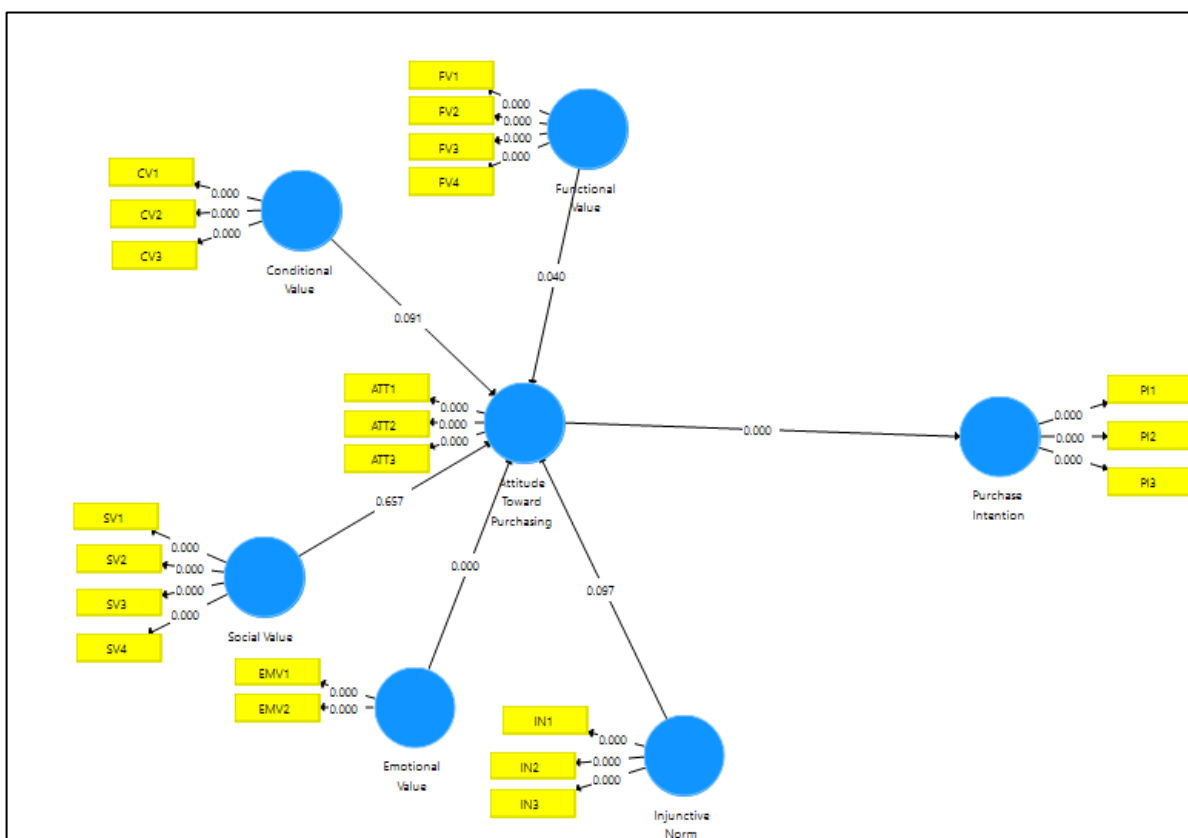 FV1
0.000
FV2
0.000
FV3
0.000
FV4
0.000
Functional
Value
CV1
0.000
CV2
0.000
CV3
0.000
Conditional
Value
0.040
0.091
ATT1
0.000
ATT2
0.000
ATT3
0.000
Attitude
Toward
Purchasing
0.000
PI1
0.000
PI2
0.000
PI3
0.000
Purchase
Intention
0.657
SV1
0.000
SV2
0.000
SV3
0.000
SV4
0.000
Social Value
0.000
0.097
EMV1
0.000
EMV2
0.000
Emotional
Value
IN1
0.000
IN2
0.000
IN3
0.000
Injunctive
Norm